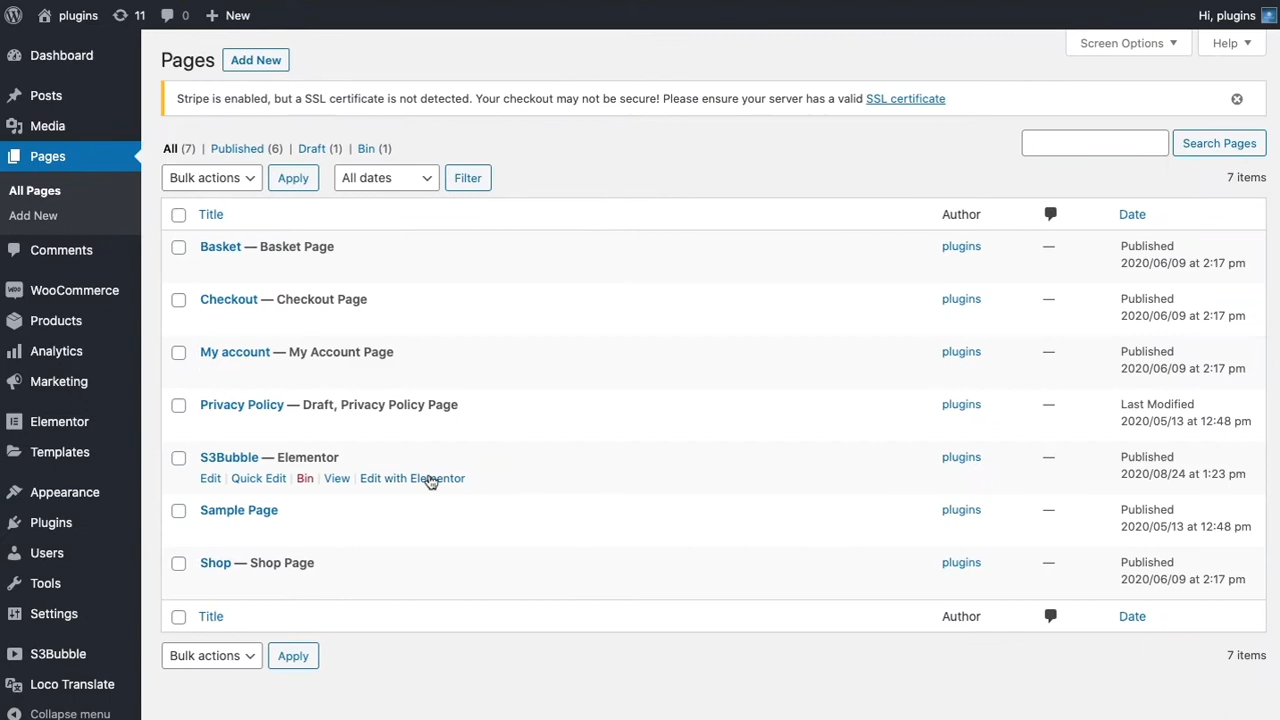 plugins 11 0 New Hi, plugins
Screen Options Help
Dashboard
Posts
Media
Pages
All Pages
Add New
Comments
WooCommerce
Products
Analytics
Marketing
Elementor
Templates
Appearance
Plugins
Users
Tools
Settings
S3Bubble
Loco Translate
Collapse menu
Pages Add New
Stripe is enabled, but a SSL certificate is not detected. Your checkout may not be secure! Please ensure your server has a valid SSL certificate
All (7) | Published (6) | Draft (1) | Bin (1)
Search Pages
Bulk actions Apply All dates Filter 7 items
Title Author Date
Basket — Basket Page plugins — Published
2020/06/09 at 2:17 pm
Checkout — Checkout Page plugins — Published
2020/06/09 at 2:17 pm
My account — My Account Page plugins — Published
2020/06/09 at 2:17 pm
Privacy Policy — Draft, Privacy Policy Page plugins — Last Modified
2020/05/13 at 12:48 pm
S3Bubble — Elementor plugins — Published
Edit | Quick Edit | Bin | View | Edit with Elementor 2020/08/24 at 1:23 pm
Sample Page plugins — Published
2020/05/13 at 12:48 pm
Shop — Shop Page plugins — Published
2020/06/09 at 2:17 pm
Title Author Date
Bulk actions Apply 7 items